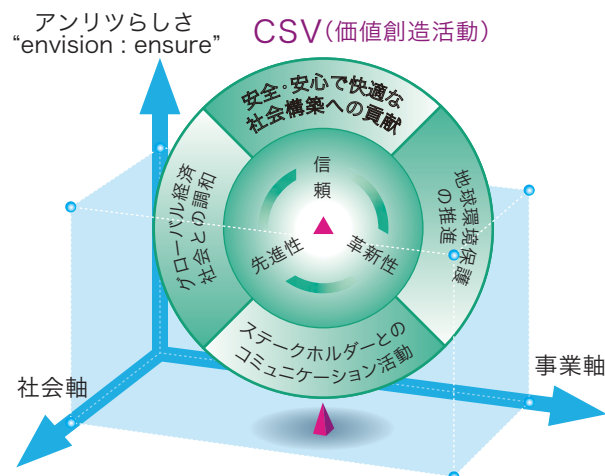 アンリツらしさ
“envision : ensure”
CSV(価値創造活動)
安全・安心で快適な
社会構築への貢献
グローバル経済
社会との調和
地球環境保護
の推進
信頼
先進性
革新性
ステークホルダーとの
コミュニケーション活動
社会軸
事業軸